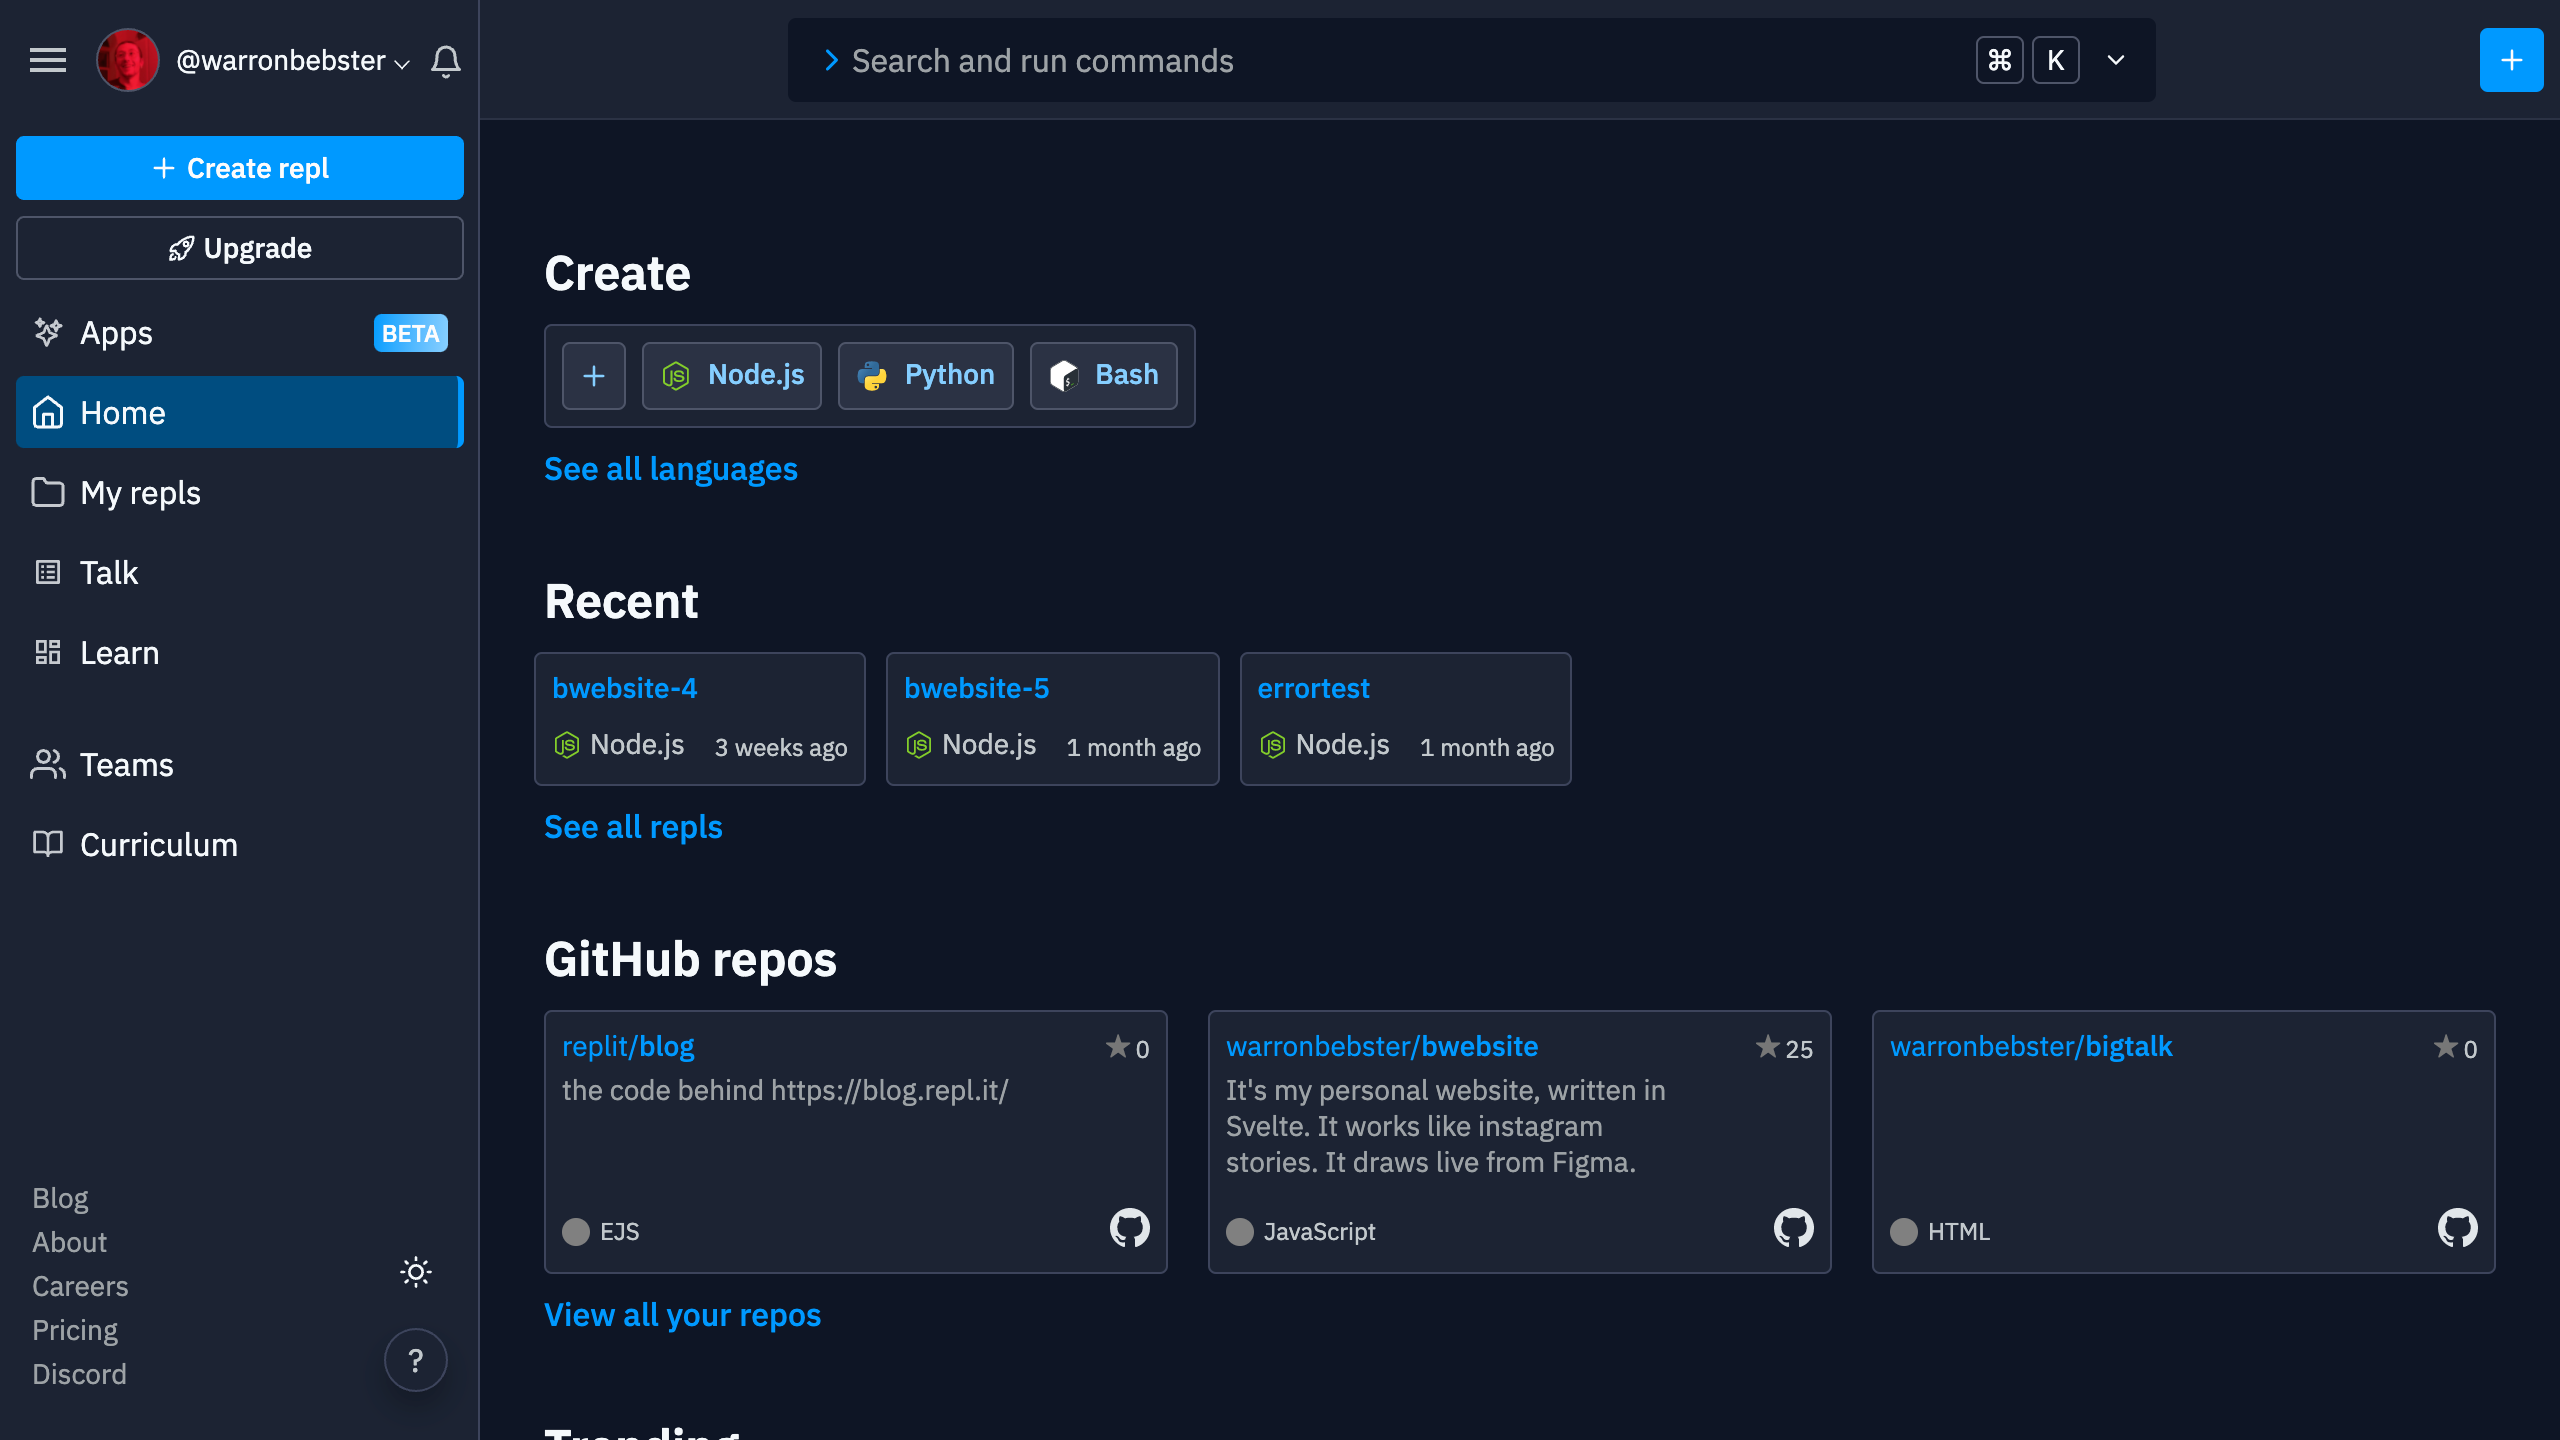 @warronbebster
Search and run commands
⌘ K
Create repl
Upgrade
Apps
BETA
Home
My repls
Talk
Learn
Teams
Curriculum
Blog
About
Careers
Pricing
Discord
?
Create
Node.js
Python
Bash
See all languages
Recent
bwebsite-4
Node.js
3 weeks ago
bwebsite-5
Node.js
1 month ago
errortest
Node.js
1 month ago
See all repls
GitHub repos
replit/blog
0
the code behind https://blog.repl.it/
EJS
warronbebster/bwebsite
25
It's my personal website, written in
Svelte. It works like instagram
stories. It draws live from Figma.
JavaScript
warronbebster/bigtalk
0
HTML
View all your repos
Trending